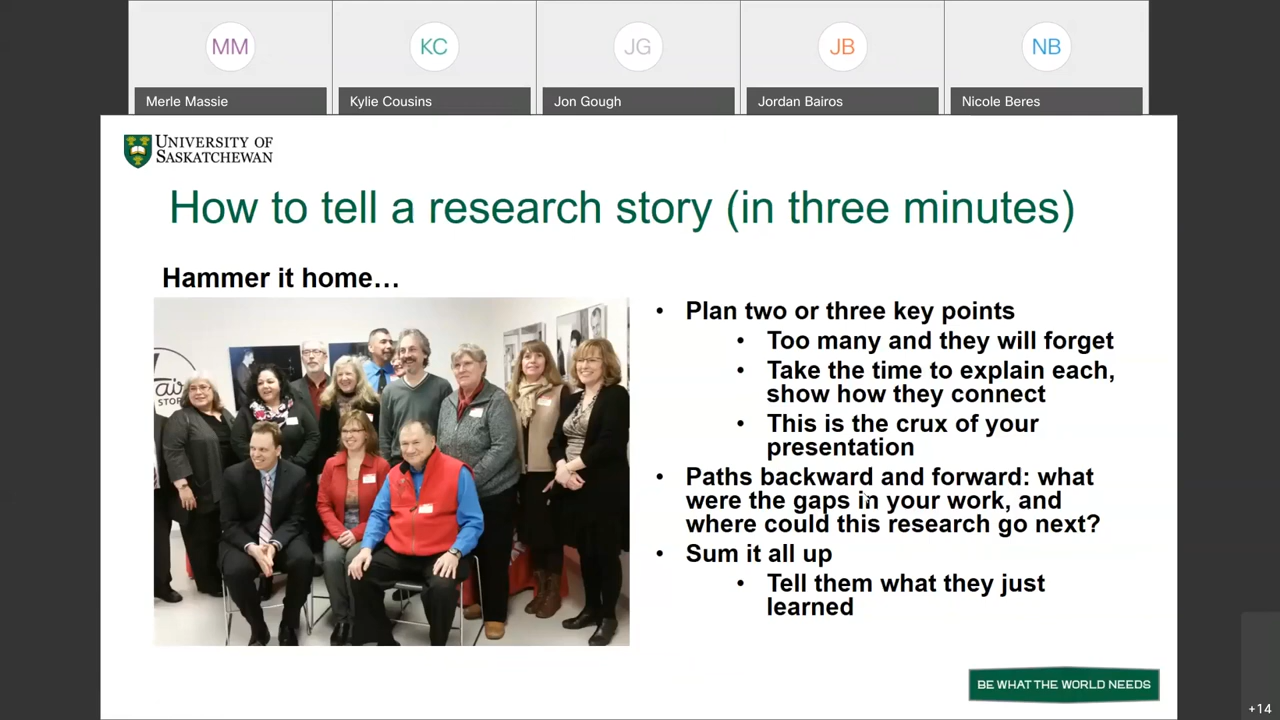 MM
KC
JG
JB
NB
Merle Massie
Kylie Cousins
Jon Gough
Jordan Bairos
Nicole Beres
UNIVERSITY OF
SASKATCHEWAN
How to tell a research story (in three minutes)
Hammer it home…
• Plan two or three key points
• Too many and they will forget
• Take the time to explain each,
show how they connect
• This is the crux of your
presentation
• Paths backward and forward: what
were the gaps in your work, and
where could this research go next?
• Sum it all up
• Tell them what they just
learned
BE WHAT THE WORLD NEEDS
+14